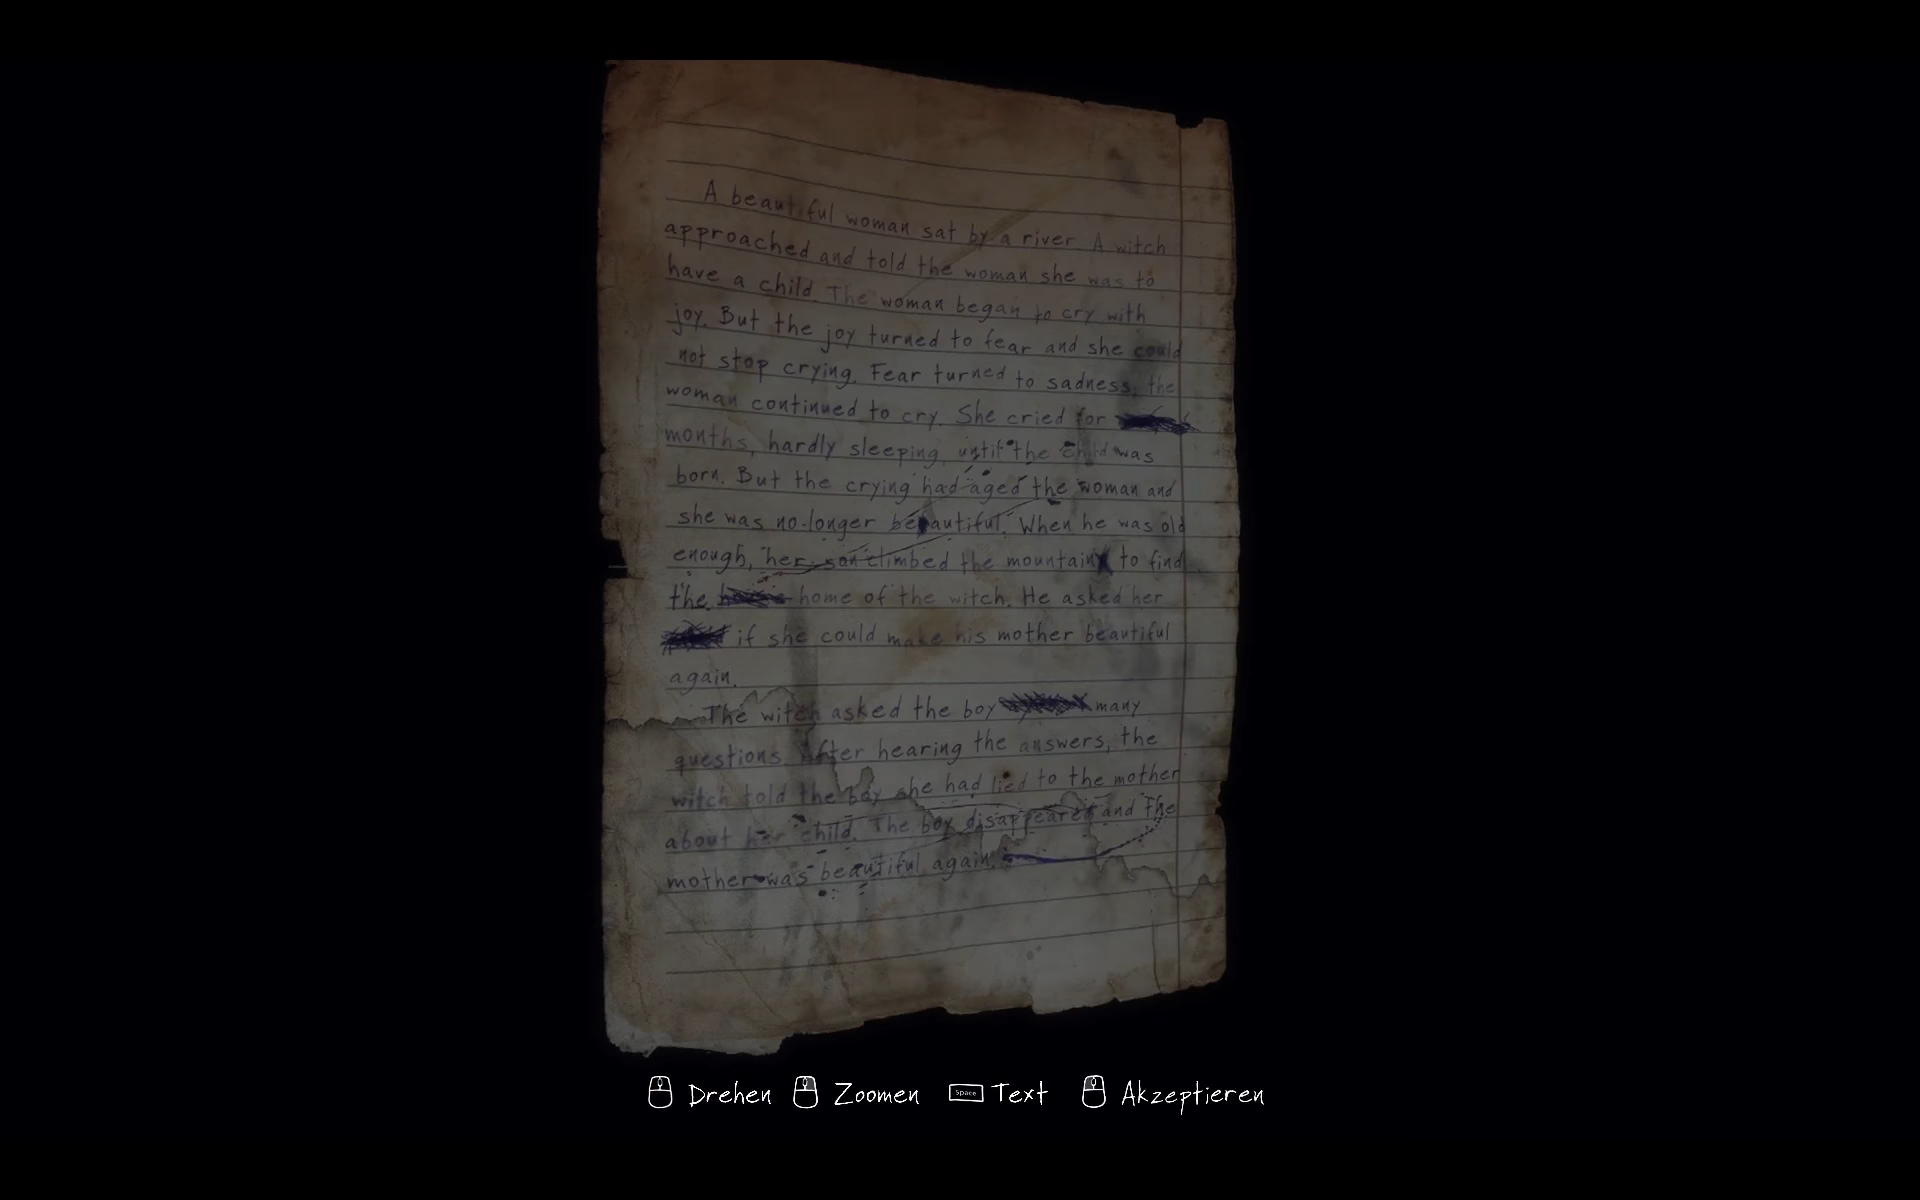 A beautiful woman sat by a river. A witch
approached and told the woman she was to
have a child. The woman began to cry with
joy. But the joy turned to fear and she could
not stop crying. Fear turned to sadness, the
woman continued to cry. She cried for
months, hardly sleeping, until the child was
born. But the crying had aged the woman and
she was no longer beautiful. When he was old
enough, her son climbed the mountain to find
the home of the witch. He asked her
if she could make his mother beautiful
again.
The witch asked the boy many
questions. After hearing the answers, the
witch told the boy she had lied to the mother
about her child. The boy disappeared and the
mother was beautiful again.
Drehen Zoomen Space Text Akzeptieren